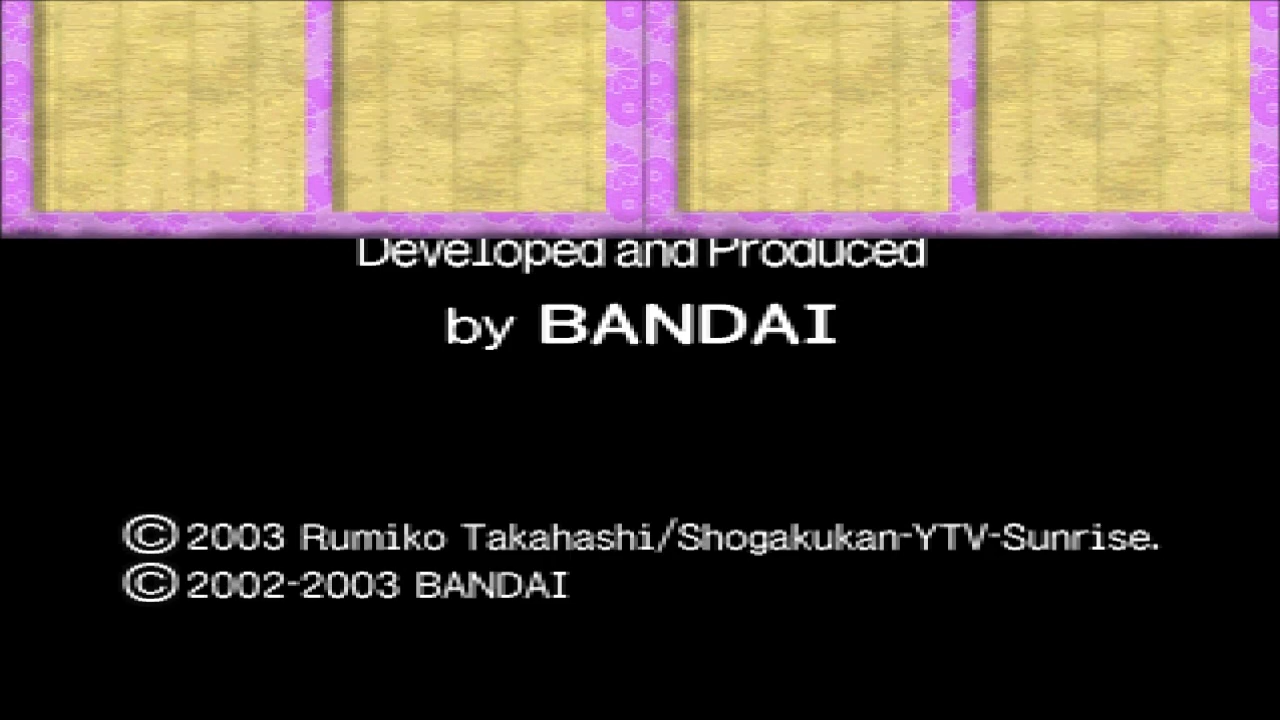 Developed and Produced
by BANDAI
©2003 Rumiko Takahashi/Shogakukan-YTV-Sunrise.
©2002-2003 BANDAI